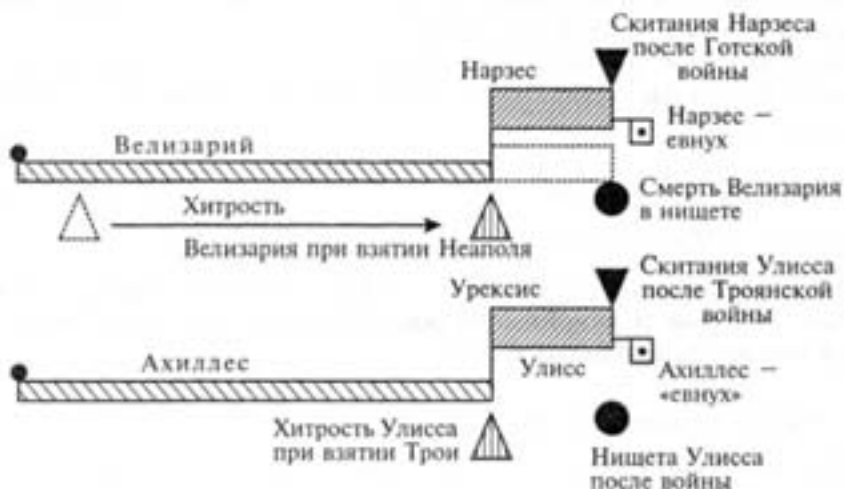 Скитания Нарзеса
после Готской
войны
Нарзес
Нарзес —
евнух
Велизарий
Смерть Велизария
в нищете
Хитрость
Велизария при взятии Неаполя
Скитания Улисса
после Троянской
войны
Урексис
Улисс
Ахиллес —
«евнух»
Ахиллес
Хитрость Улисса
при взятии Трои
Нищета Улисса
после войны